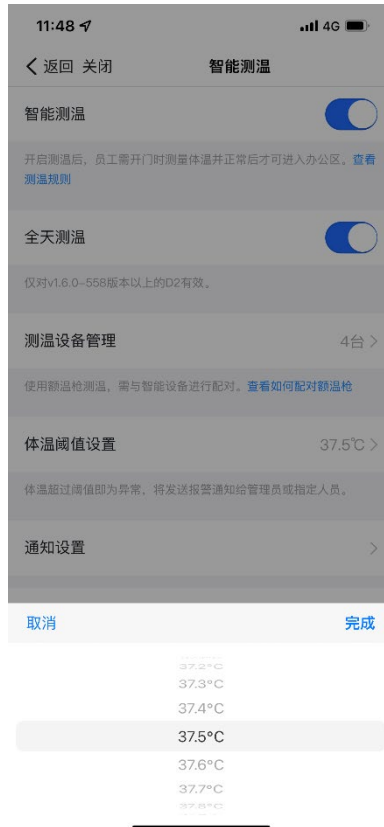 11:48 4G
返回 关闭 智能测温
智能测温
开启测温后，员工需开门时测量体温并正常后才可进入办公区。查看
测温规则
全天测温
仅对v1.6.0-558版本以上的D2有效。
测温设备管理 4台
使用额温枪测温，需与智能设备进行配对。查看如何配对额温枪
体温阈值设置 37.5℃
体温超过阈值即为异常，将发送报警通知给管理员或指定人员。
通知设置
取消 完成
37.2°C
37.3°C
37.4°C
37.5°C
37.6°C
37.7°C
37.8°C